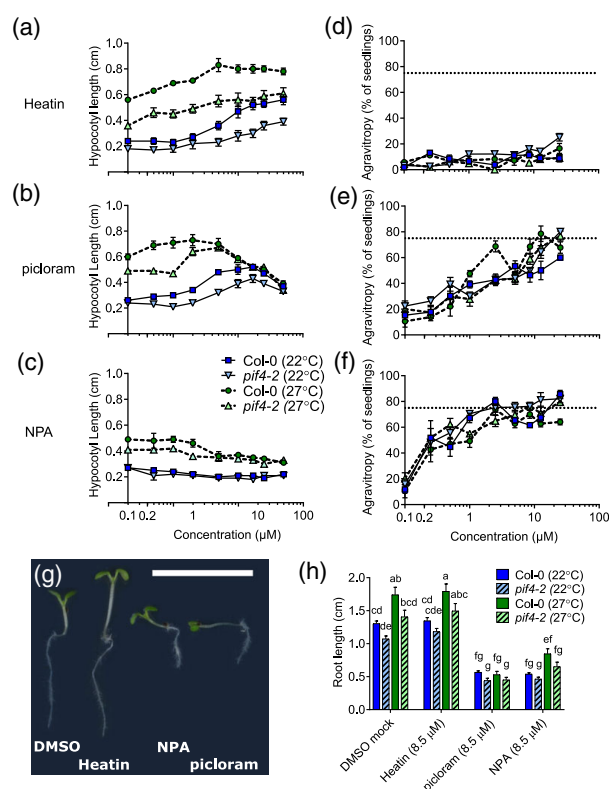 (a)
Heatin
Hypocotyl length (cm)
1.0
0.8
0.6
0.4
0.2
(b)
picloram
Hypocotyl Length (cm)
1.0
0.8
0.6
0.4
0.2
(c)
NPA
Hypocotyl Length (cm)
1.0
0.8
0.6
0.4
0.2
Col-0 (22°C)
pif4-2 (22°C)
Col-0 (27°C)
pif4-2 (27°C)
0.1 0.2 1 10 100
Concentration (µM)
(d)
Agravitropy (% of seedlings)
100
80
60
40
20
0
(e)
Agravitropy (% of seedlings)
100
80
60
40
20
0
(f)
Agravitropy (% of seedlings)
100
80
60
40
20
0
0.1 0.2 1 10 100
Concentration (µM)
(g)
DMSO
Heatin
NPA
picloram
(h)
Root length (cm)
2.0
1.5
1.0
0.5
0
Col-0 (22°C)
pif4-2 (22°C)
Col-0 (27°C)
pif4-2 (27°C)
cd de ab bcd
cd cde a abc
fg g fg g
fg g ef fg
DMSO mock
Heatin (8.5 µM)
picloram (8.5 µM)
NPA (8.5 µM)